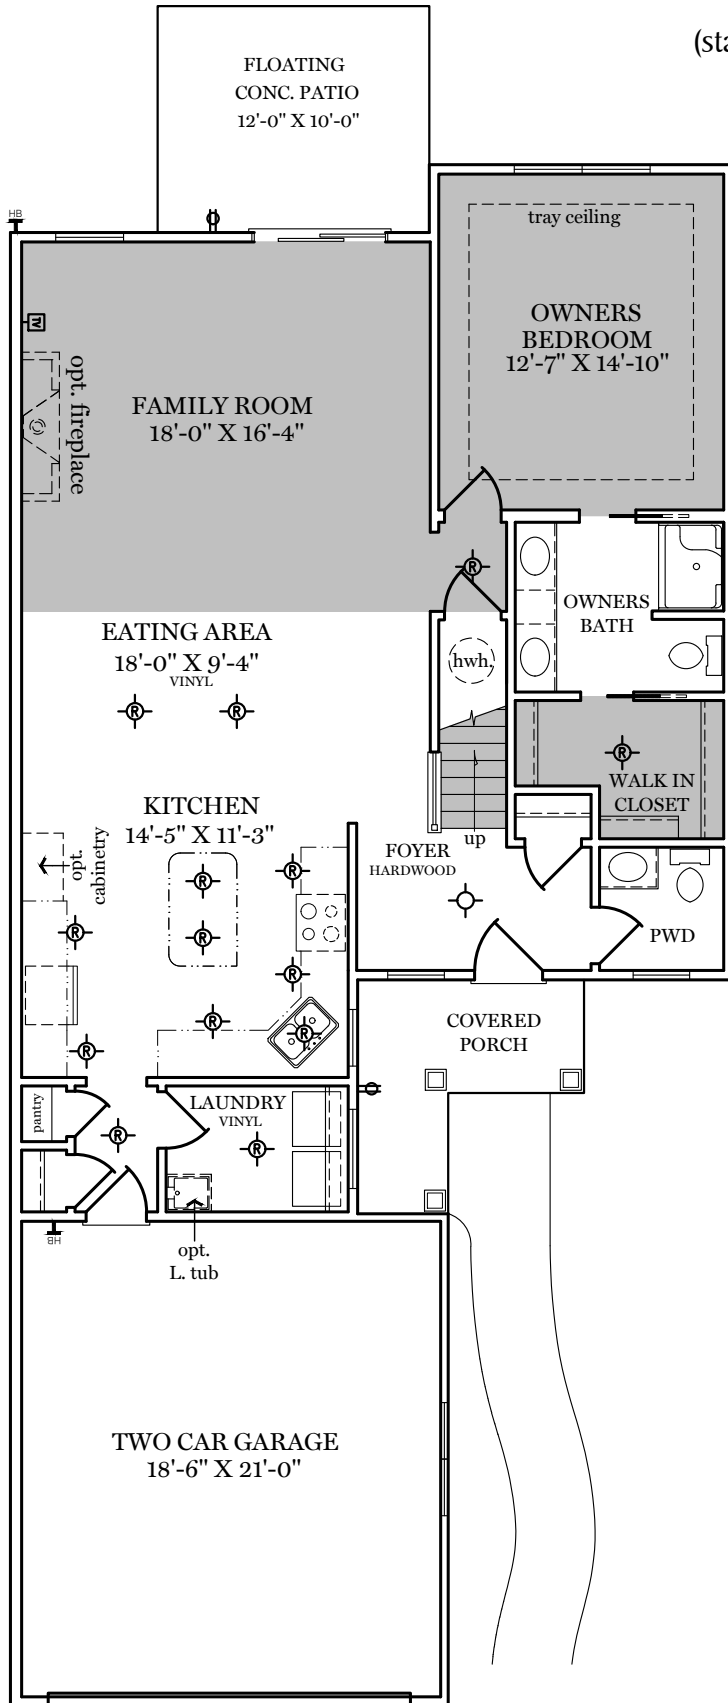 (sta
FLOATING
CONC. PATIO
12'-0" X 10'-0"
HB
tray ceiling
OWNERS
BEDROOM
12'-7" X 14'-10"
TV
opt. fireplace
FAMILY ROOM
18'-0" X 16'-4"
R
OWNERS
BATH
EATING AREA
18'-0" X 9'-4"
VINYL
hwh.
R
R
R
WALK IN
CLOSET
KITCHEN
14'-5" X 11'-3"
up
opt.
cabinetry
FOYER
HARDWOOD
R
R
R
R
R
R
R
R
R
PWD
COVERED
PORCH
pantry
LAUNDRY
VINYL
R
R
HB
opt.
L. tub
TWO CAR GARAGE
18'-6" X 21'-0"